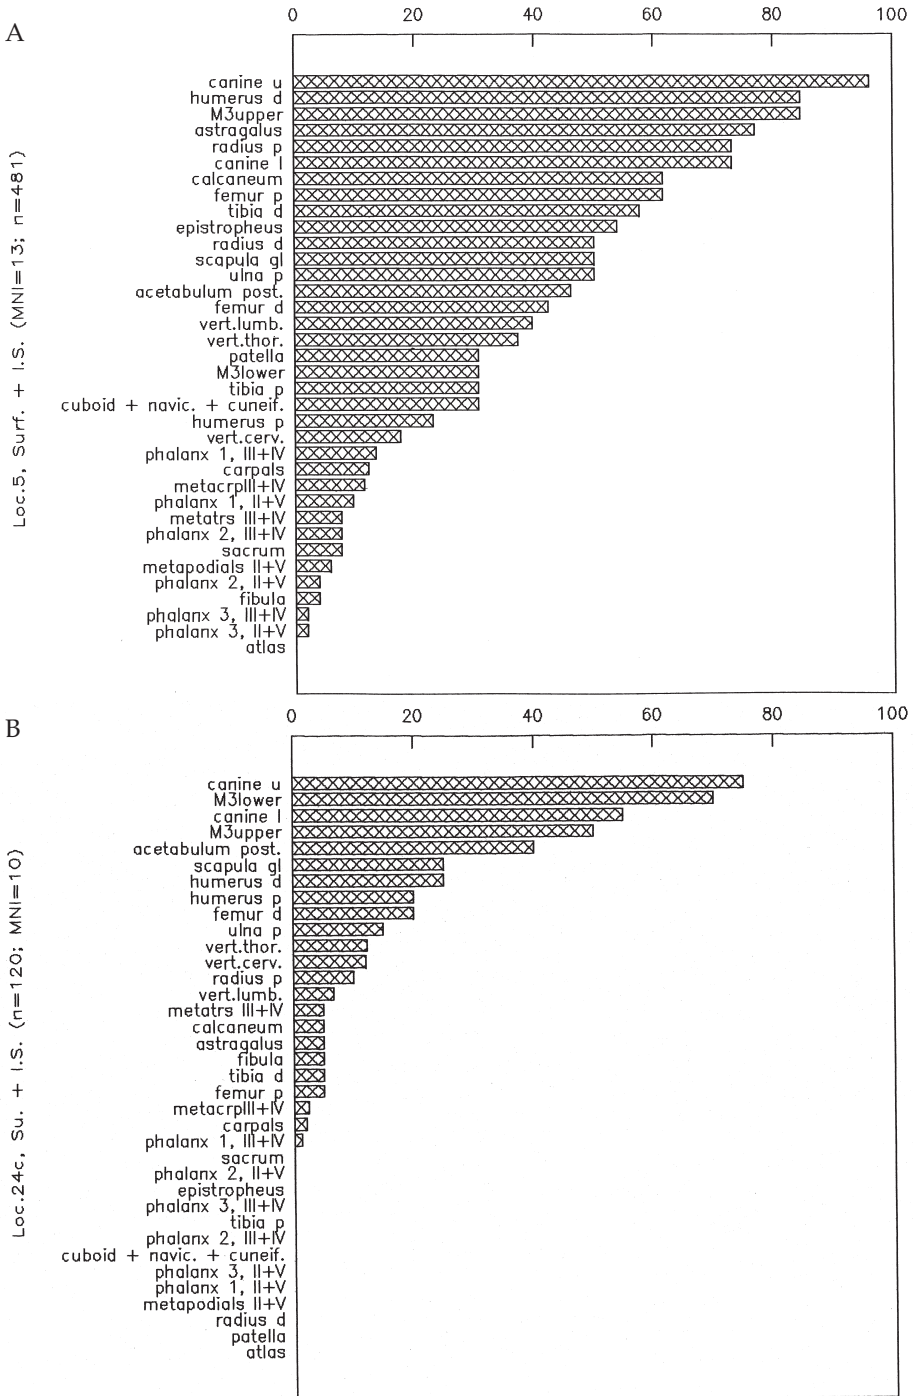 A
0 20 40 60 80 100
Loc.5, Surf. + I.S. (MNI=13; n=481)
canine u
humerus d
M3upper
astragalus
radius p
canine l
calcaneum
femur p
tibia d
epistropheus
radius d
scapula gl
ulna p
acetabulum post.
femur d
vert.lumb.
vert.thor.
patella
M3lower
tibia p
cuboid + navic. + cuneif.
humerus p
vert.cerv.
phalanx 1, III+IV
carpals
metacrpIII+IV
phalanx 1, II+V
metatrs III+IV
phalanx 2, III+IV
sacrum
metapodials II+V
phalanx 2, II+V
fibula
phalanx 3, III+IV
phalanx 3, II+V
atlas
B
0 20 40 60 80 100
Loc.24c, Su. + I.S. (n=120; MNI=10)
canine u
M3lower
canine l
M3upper
acetabulum post.
scapula gl
humerus d
humerus p
femur d
ulna p
vert.thor.
vert.cerv.
radius p
vert.lumb.
metatrs III+IV
calcaneum
astragalus
fibula
tibia d
femur p
metacrpIII+IV
carpals
phalanx 1, III+IV
sacrum
phalanx 2, II+V
epistropheus
phalanx 3, III+IV
tibia p
phalanx 2, III+IV
cuboid + navic. + cuneif.
phalanx 3, II+V
phalanx 1, II+V
metapodials II+V
radius d
patella
atlas